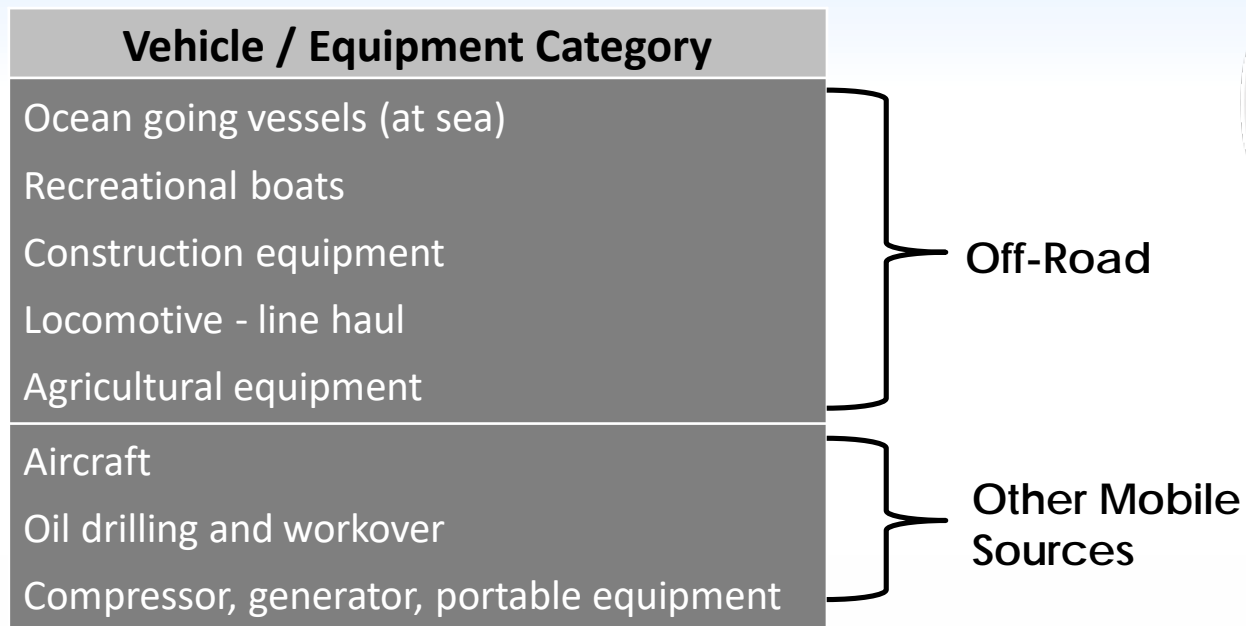 Vehicle / Equipment Category
Ocean going vessels (at sea)
Recreational boats
Construction equipment
Locomotive - line haul
Agricultural equipment
Off-Road
Aircraft
Oil drilling and workover
Compressor, generator, portable equipment
Other Mobile
Sources